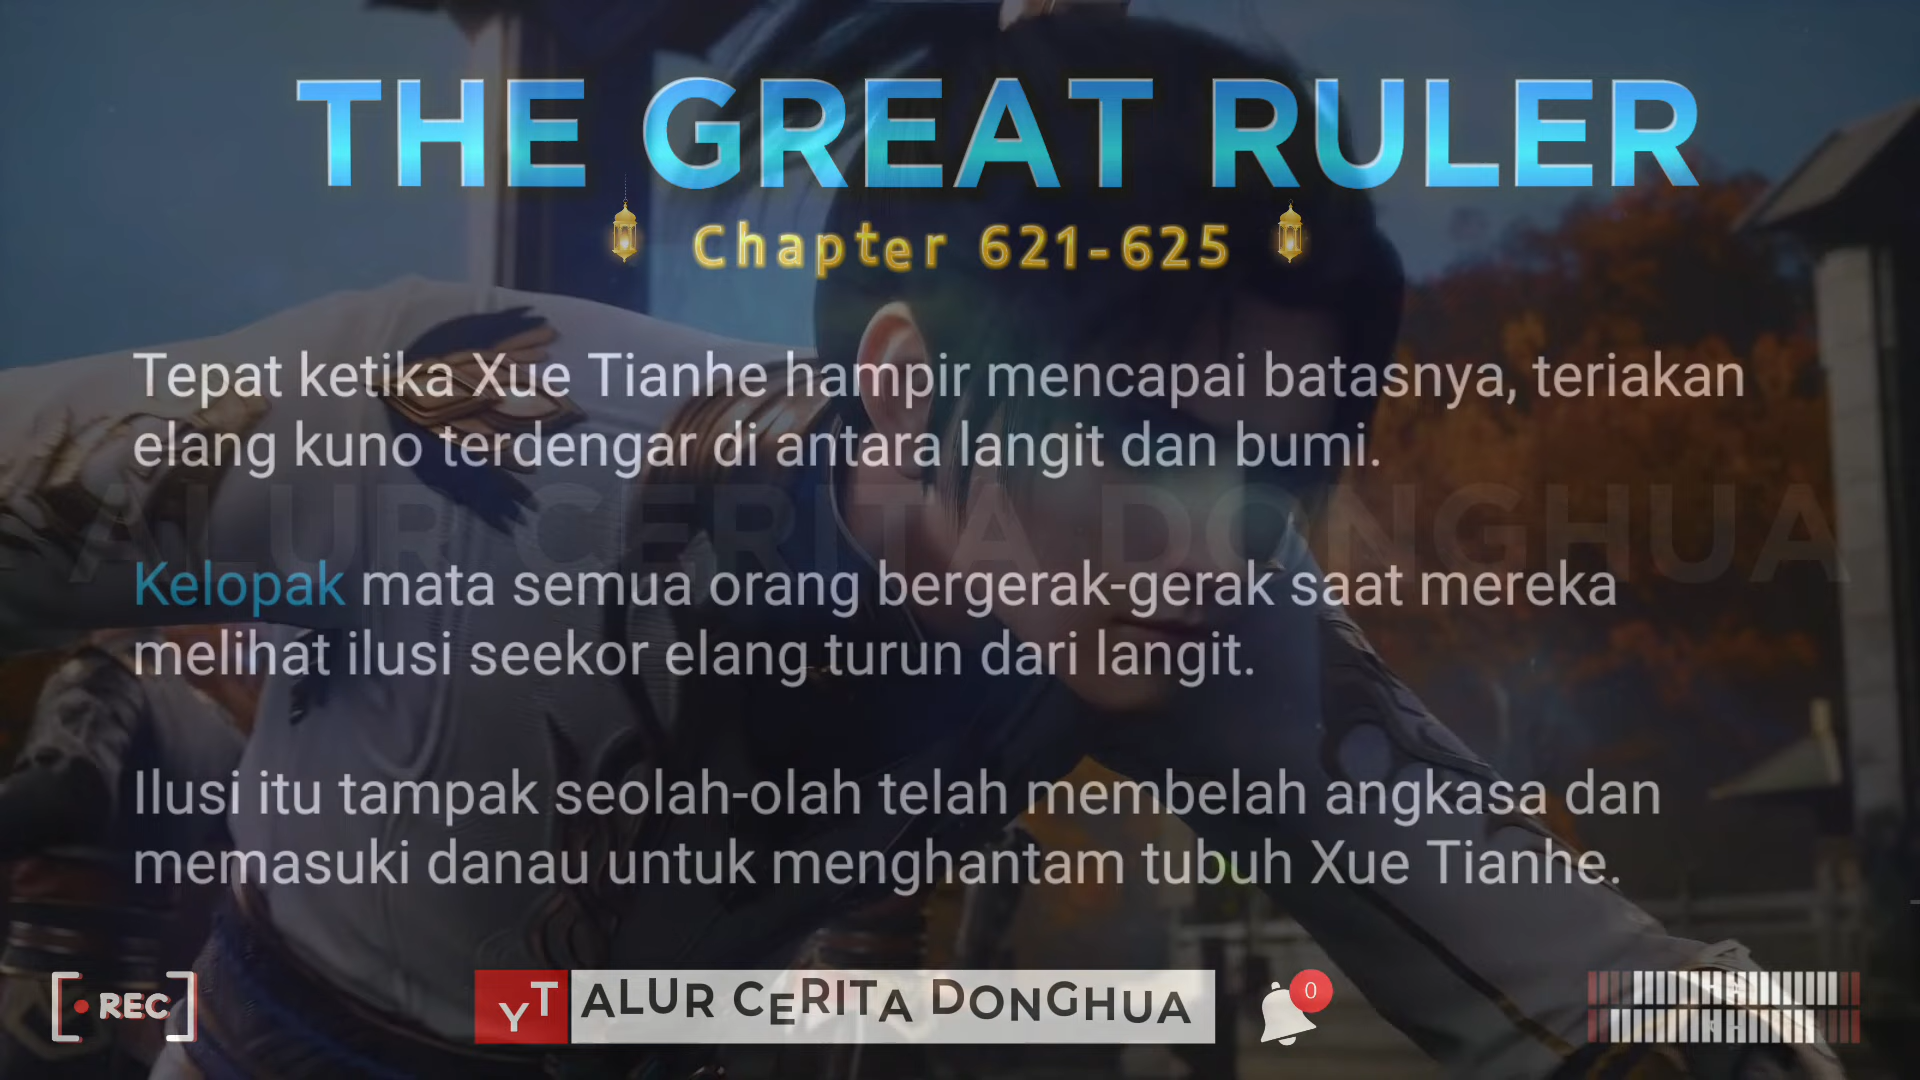 THE GREAT RULER
Chapter 621-625
Tepat ketika Xue Tianhe hampir mencapai batasnya, teriakan
elang kuno terdengar di antara langit dan bumi.
ALUR CERITA DONGHUA
Kelopak mata semua orang bergerak-gerak saat mereka
melihat ilusi seekor elang turun dari langit.
Ilusi itu tampak seolah-olah telah membelah angkasa dan
memasuki danau untuk menghantam tubuh Xue Tianhe.
REC
YT ALUR CERITA DONGHUA
0